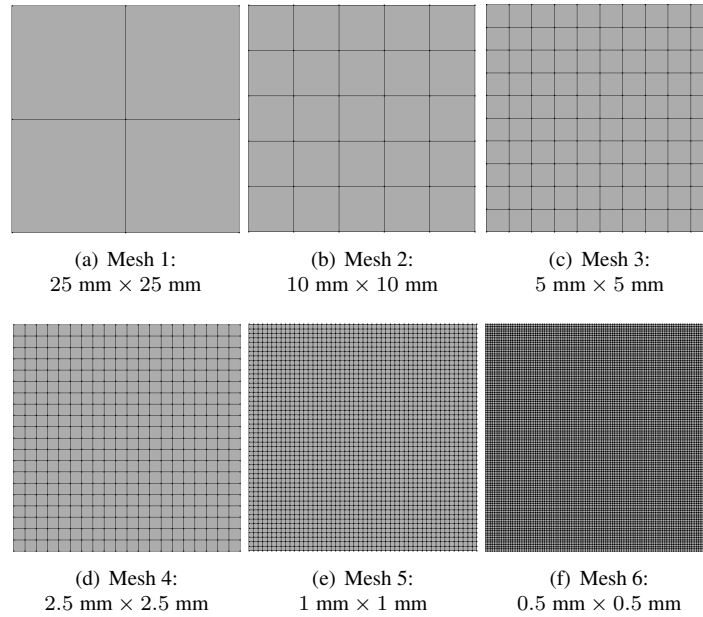 (a) Mesh 1:
25 mm × 25 mm
(b) Mesh 2:
10 mm × 10 mm
(c) Mesh 3:
5 mm × 5 mm
(d) Mesh 4:
2.5 mm × 2.5 mm
(e) Mesh 5:
1 mm × 1 mm
(f) Mesh 6:
0.5 mm × 0.5 mm